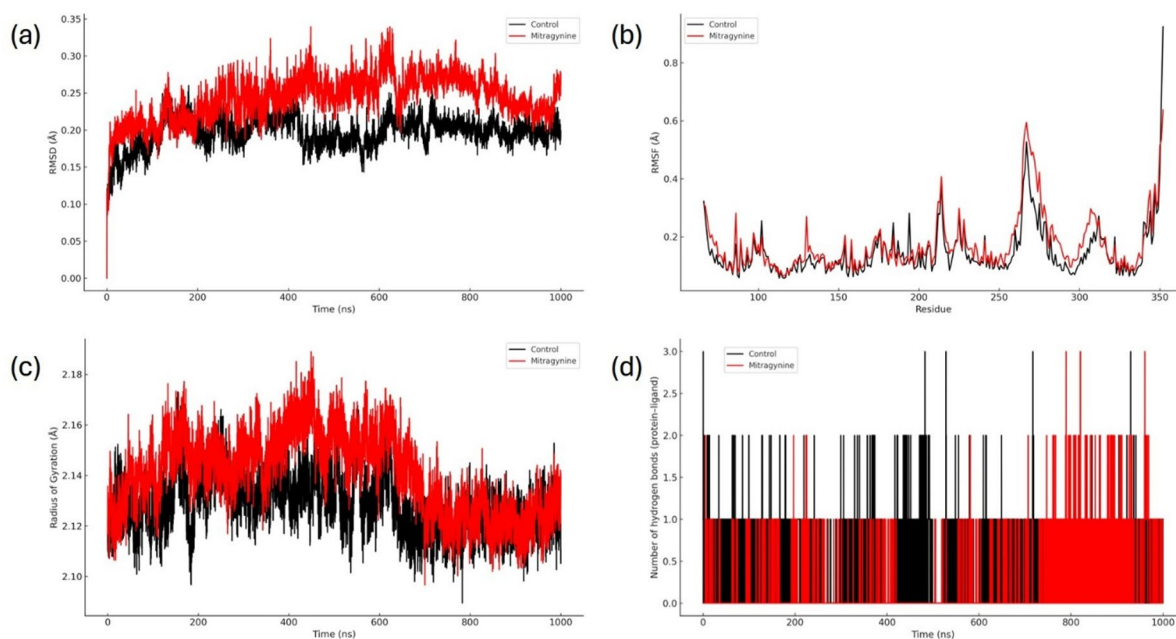 (a)
RMSD (Å)
0.35
0.30
0.25
0.20
0.15
0.10
0.05
0.00
Control
Mitragynine
0
200
400
600
800
1000
Time (ns)
(b)
RMSF (Å)
0.8
0.6
0.4
0.2
Control
Mitragynine
100
150
200
250
300
350
Residue
(c)
Radius of Gyration (Å)
2.18
2.16
2.14
2.12
2.10
Control
Mitragynine
0
200
400
600
800
1000
Time (ns)
(d)
Number of hydrogen bonds (protein–ligand)
3.0
2.5
2.0
1.5
1.0
0.5
0.0
Control
Mitragynine
0
200
400
600
800
1000
Time (ns)